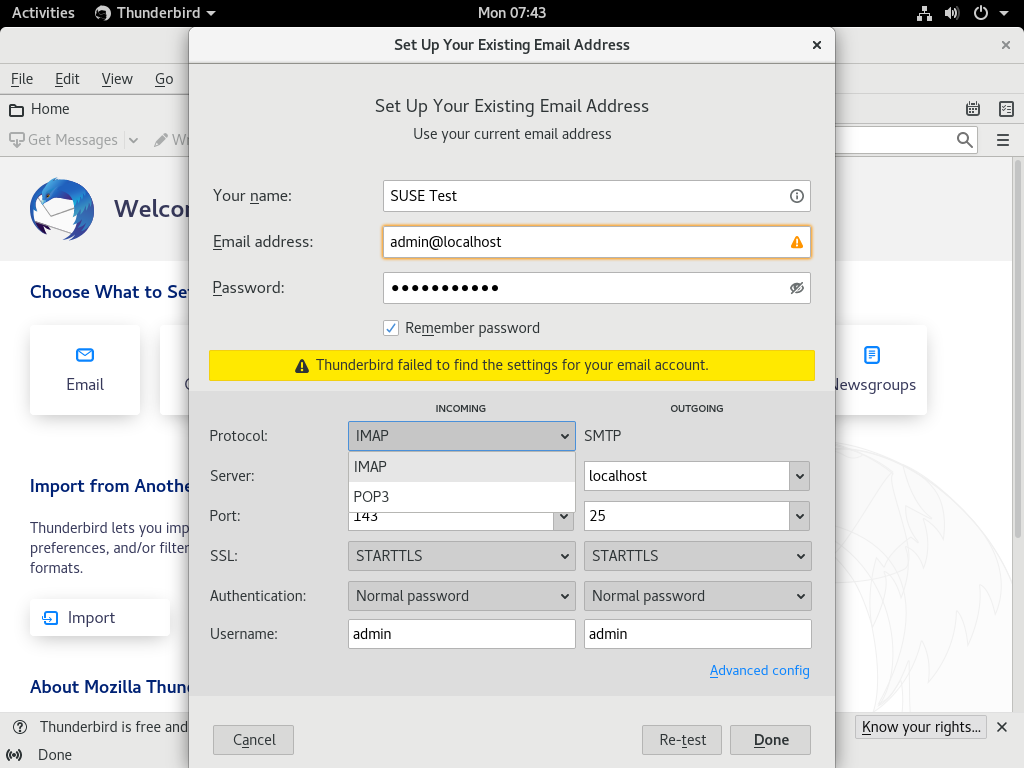 Activities Thunderbird Mon 07:43
Set Up Your Existing Email Address
File Edit View Go
Home
Set Up Your Existing Email Address
Get Messages
Use your current email address
Your name: SUSE Test
Email address: admin@localhost
Password: ●●●●●●●●●●●
Remember password
Choose What to Se
Thunderbird failed to find the settings for your email account.
Email
INCOMING OUTGOING
Protocol: IMAP SMTP
IMAP
POP3
Server: localhost
Import from Anothe
Port: 143 25
Thunderbird lets you imp
preferences, and/or filter
formats.
SSL: STARTTLS STARTTLS
Authentication: Normal password Normal password
Import
Username: admin admin
Advanced config
About Mozilla Thun
Thunderbird is free and
Know your rights...
Cancel Re-test Done
Done